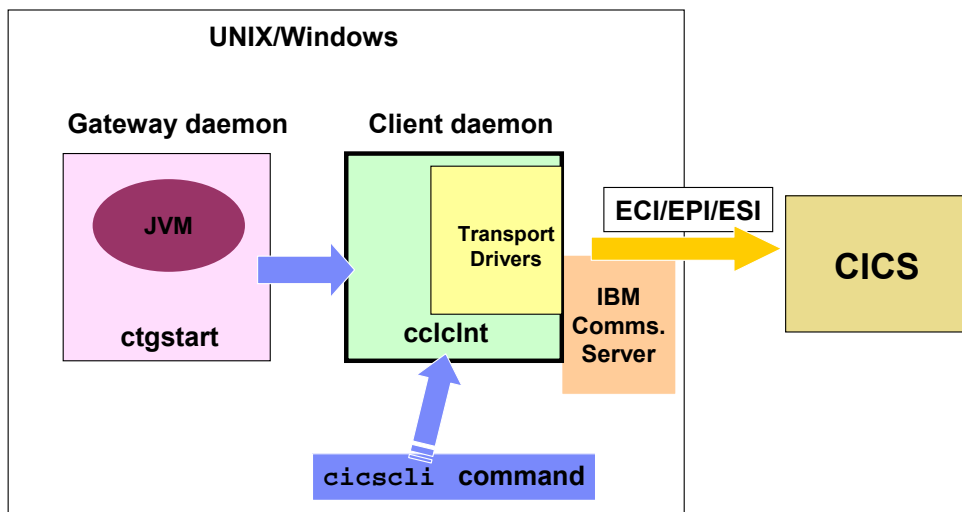 UNIX/Windows
Gateway daemon
Client daemon
JVM
ctgstart
Transport
Drivers
cclclnt
ECI/EPI/ESI
IBM
Comms.
Server
CICS
cicscli command